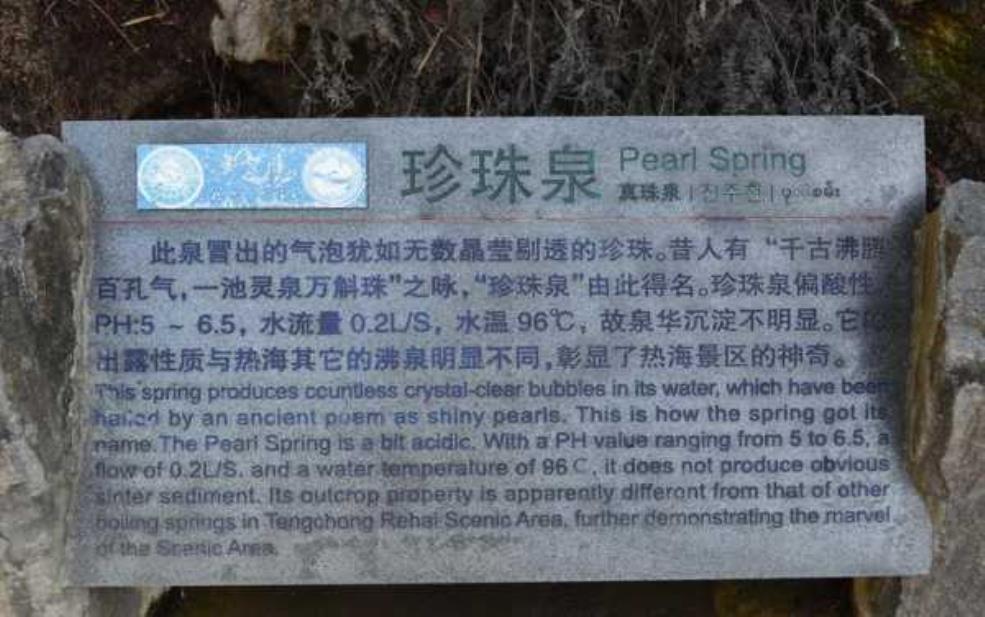 珍珠泉 Pearl Spring
真珠泉 | 진주천 |
此泉冒出的气泡犹如无数晶莹剔透的珍珠。昔人有“千古沸腾
百孔气，一池灵泉万斛珠”之咏，“珍珠泉”由此得名。珍珠泉偏酸性，
PH:5 ~ 6.5，水流量 0.2L/S，水温 96℃，故泉华沉淀不明显。它的
出露性质与热海其它的沸泉明显不同，彰显了热海景区的神奇。
This spring produces countless crystal-clear bubbles in its water, which have been
hailed by an ancient poem as shiny pearls. This is how the spring got its
name. The Pearl Spring is a bit acidic. With a PH value ranging from 5 to 6.5, a
flow of 0.2L/S. and a water temperature of 96℃, it does not produce obvious
sinter sediment. Its outcrop property is apparently different from that of other
boiling springs in Tengchong Rehai Scenic Area, further demonstrating the marvel
of the Scenic Area.